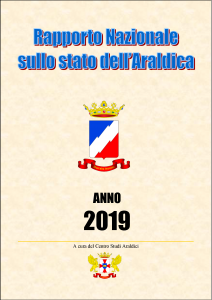 Rapporto Nazionale
sullo stato dell'Araldica
ANNO
2019
A cura del Centro Studi Araldici